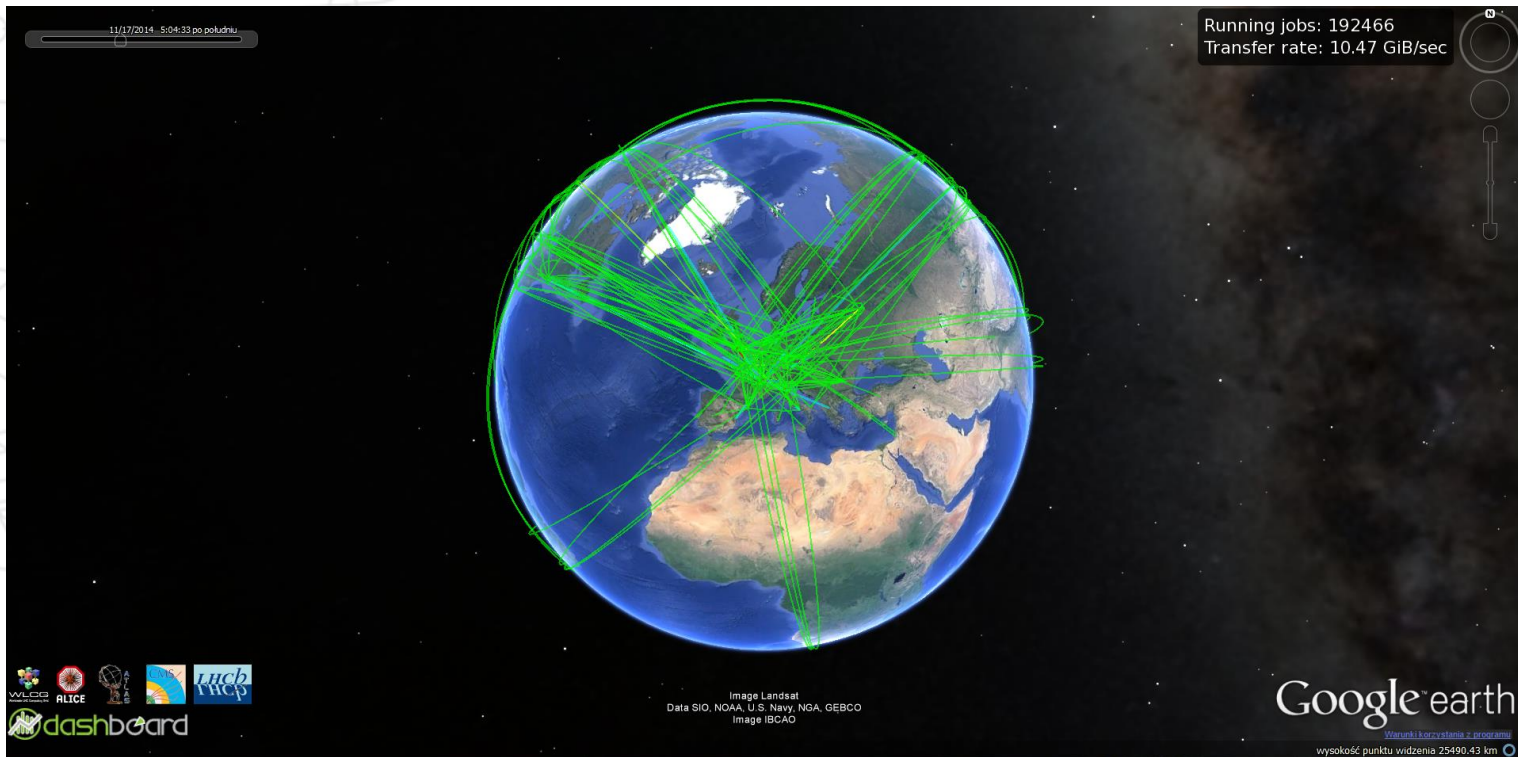 11/17/2014 5:04:33 po południu
Running jobs: 192466
Transfer rate: 10.47 GiB/sec
N
WLCG
ALICE
ATLAS
CMS
LHCb
LHCp
dashboard
Image Landsat
Data SIO, NOAA, U.S. Navy, NGA, GEBCO
Image IBCAO
Google earth
Warunki korzystania z programu
wysokość punktu widzenia 25490.43 km